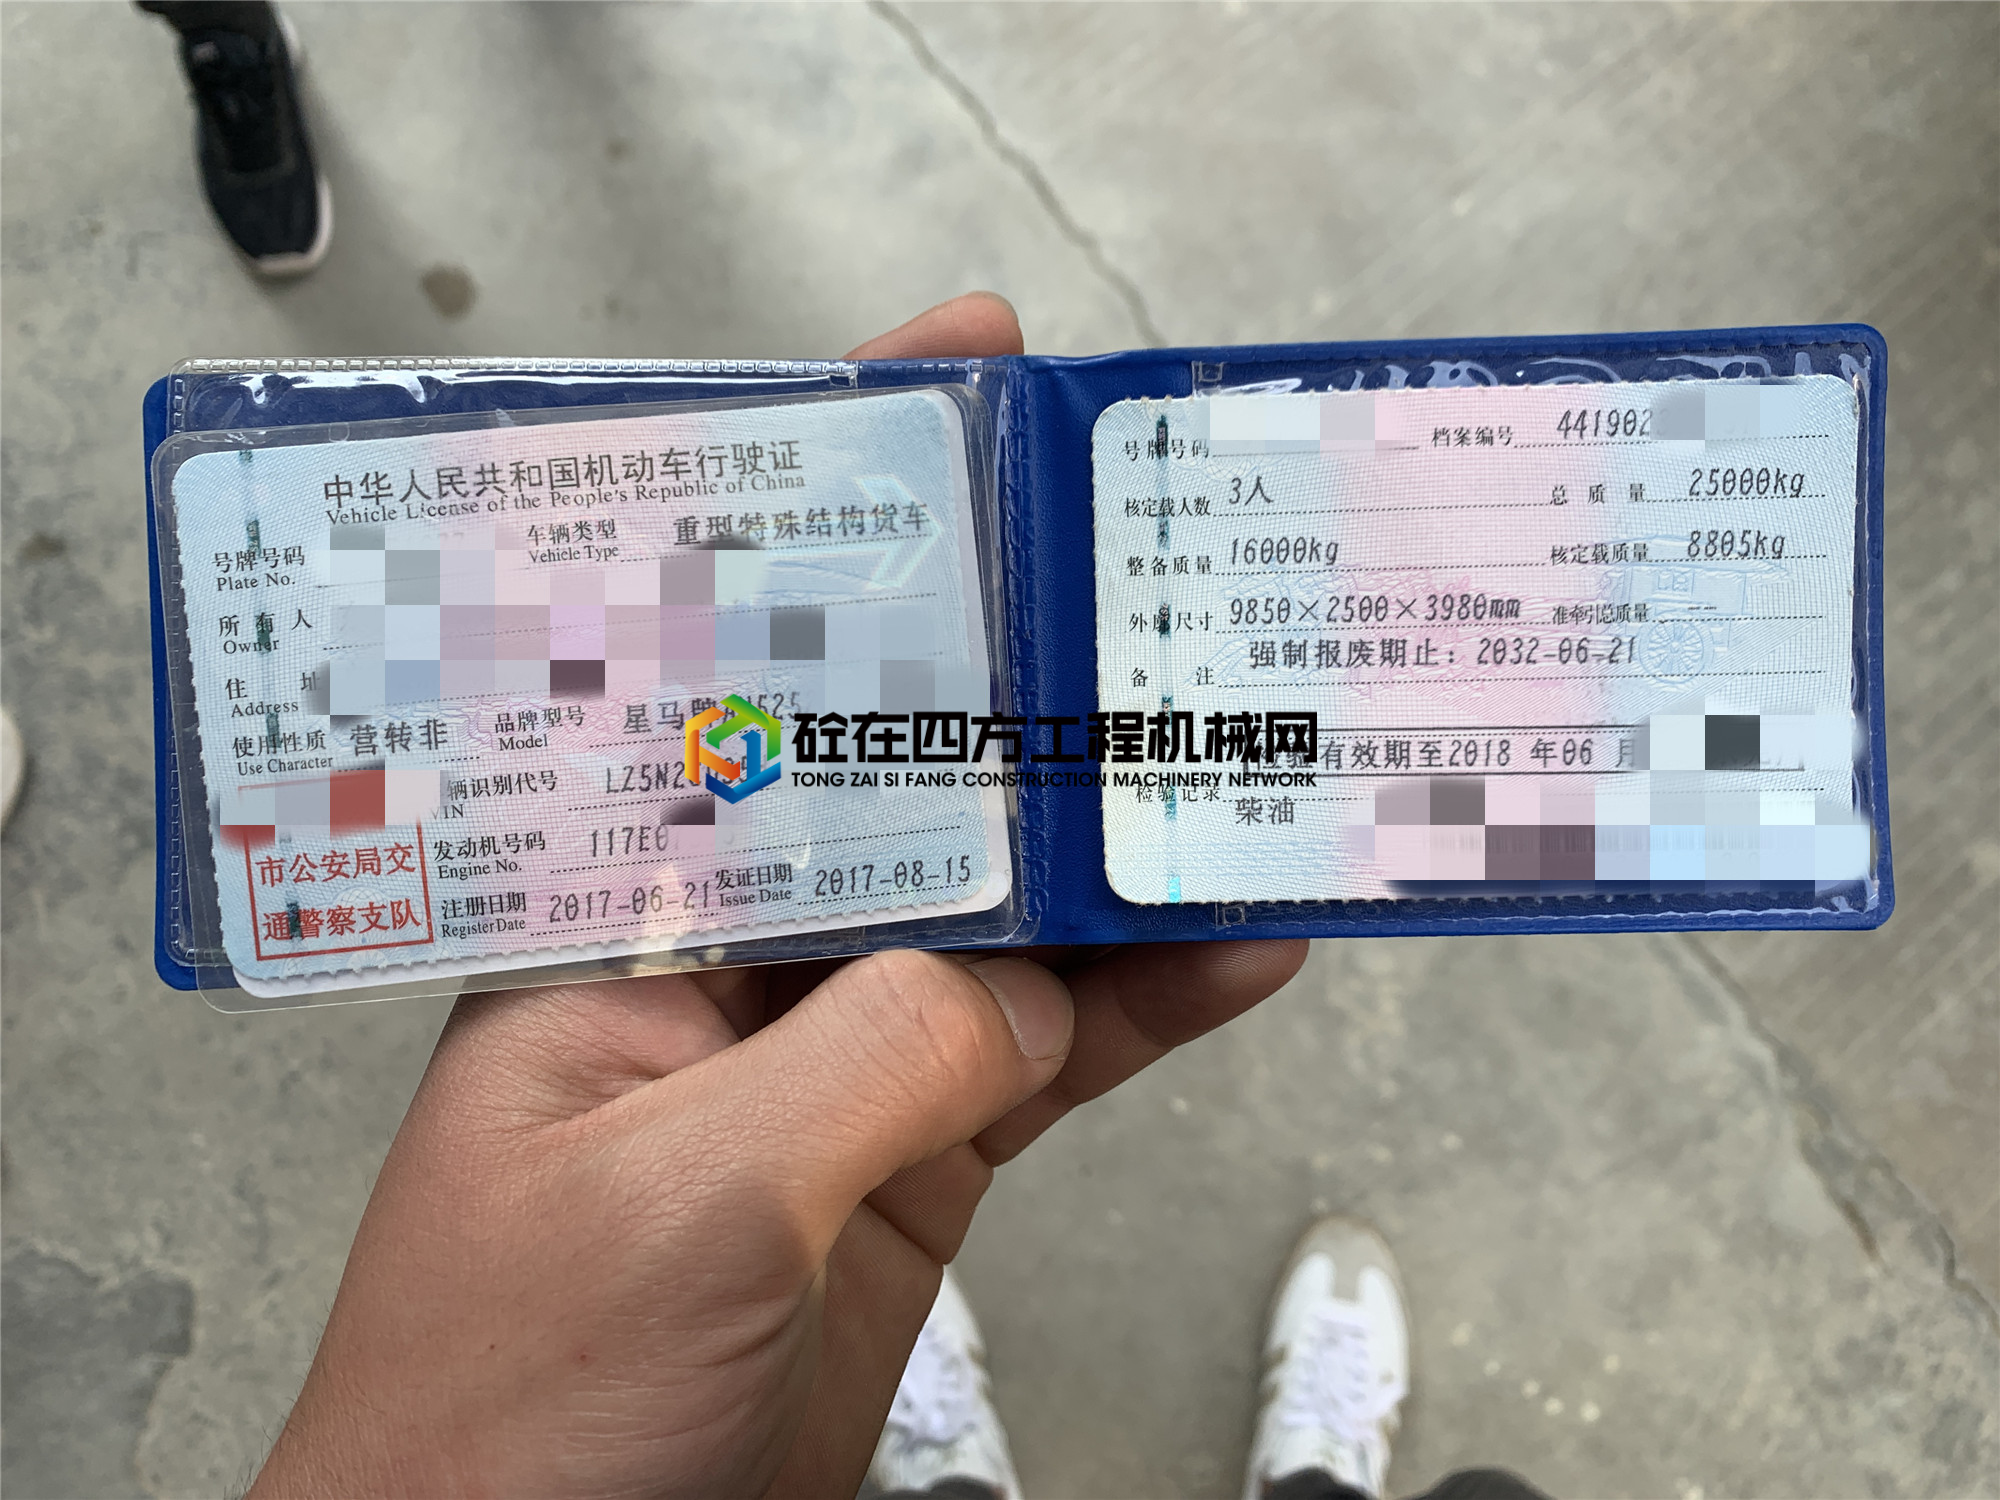 中华人民共和国机动车行驶证
Vehicle License of the People's Republic of China
号牌号码
Plate No.
车辆类型 重型特殊结构货车
Vehicle Type
所有人
Owner
住址
Address
使用性质 营转非
Use Character
品牌型号 星马牌
Model
辆识别代号 LZ5N2
VIN
发动机号码 117E0
Engine No.
市公安局交
通警察支队
注册日期 2017-06-21
Register Date
发证日期 2017-08-15
Issue Date
号牌号码 档案编号 441902
核定载人数 3人 总质量 25000kg
整备质量 16000kg 核定载质量 8805kg
外廓尺寸 9850×2500×3980mm 准牵引总质量 --
强制报废期止：2032-06-21
备注
检验有效期至2018 年06 月
检验记录
柴油
砼在四方工程机械网
TONG ZAI SI FANG CONSTRUCTION MACHINERY NETWORK